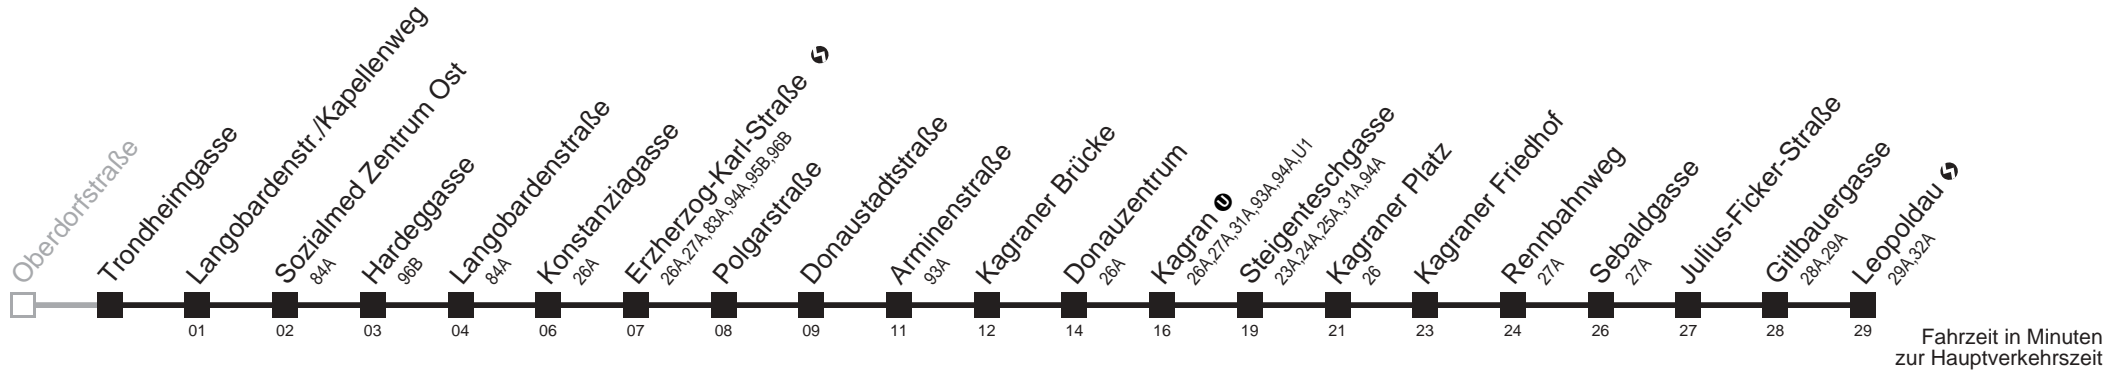 Oberdorfstraße
Trondheimgasse
Langobardenstr./Kapellenweg
Sozialmed Zentrum Ost
84A
Hardeggasse
96B
Langobardenstraße
84A
Konstanziagasse
26A
Erzherzog-Karl-Straße
26A,27A,83A,94A,95B,96B
Polgarstraße
Donaustadtstraße
Arminenstraße
93A
Kagraner Brücke
Donauzentrum
26A
Kagran U
26A,27A,31A,93A,94A,U1
Steigenteschgasse
23A,24A,25A,31A,94A
Kagraner Platz
26
Kagraner Friedhof
Rennbahnweg
27A
Sebaldgasse
27A
Julius-Ficker-Straße
Gitlbauergasse
28A,29A
Leopoldau
29A,32A
01 02 03 04 06 07 08 09 11 12 14 16 19 21 23 24 26 27 28 29
Fahrzeit in Minuten
zur Hauptverkehrszeit